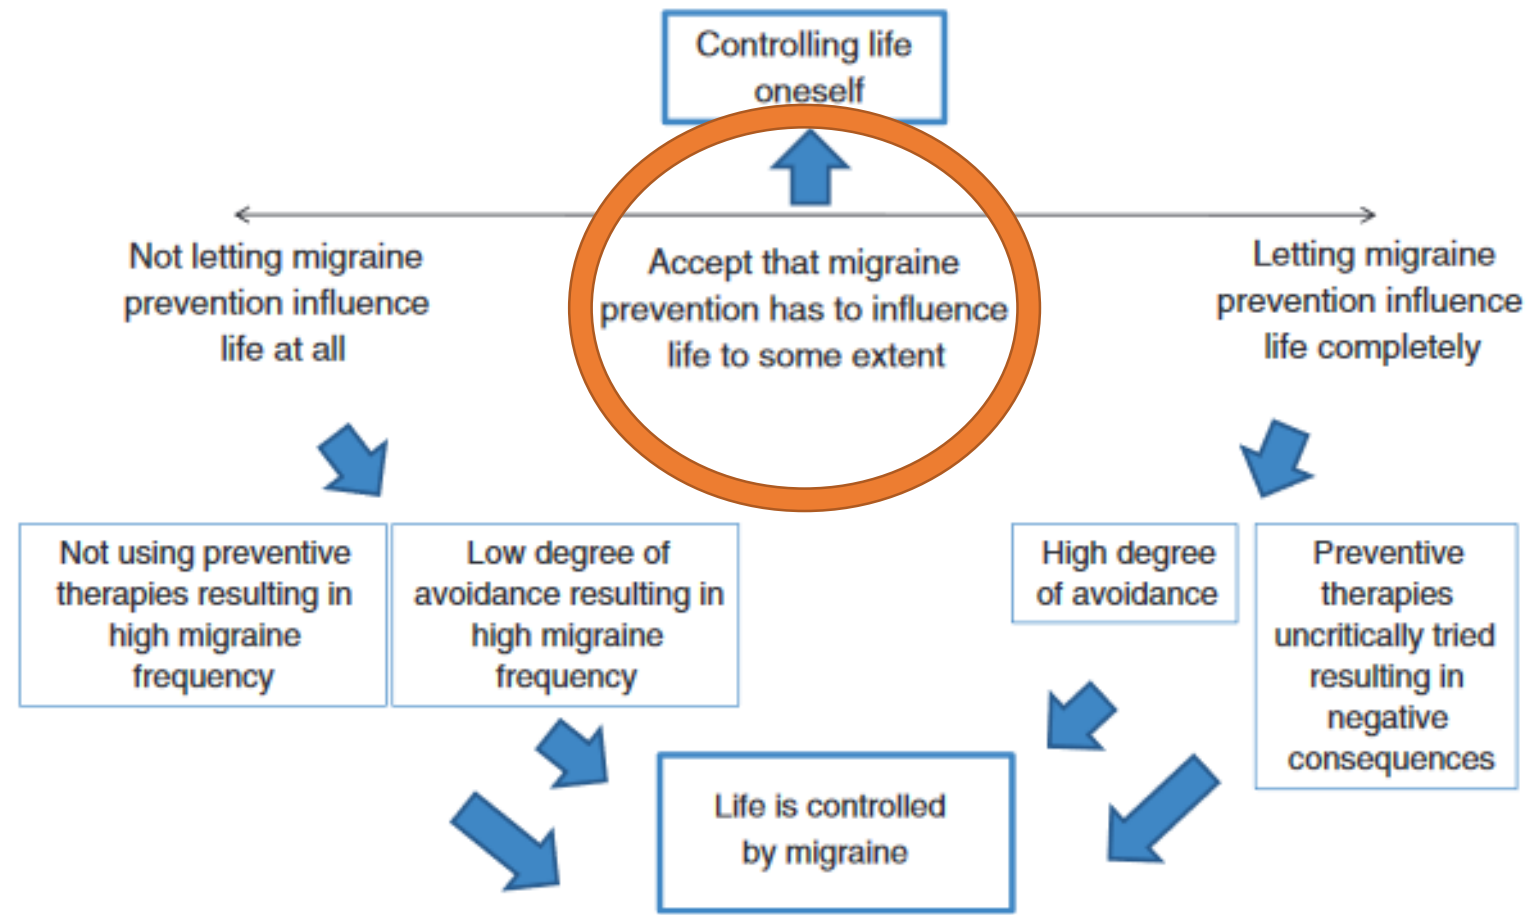 Controlling life
oneself
Not letting migraine
prevention influence
life at all
Accept that migraine
prevention has to influence
life to some extent
Letting migraine
prevention influence
life completely
Not using preventive
therapies resulting in
high migraine
frequency
Low degree of
avoidance resulting in
high migraine
frequency
High degree
of avoidance
Preventive
therapies
uncritically tried
resulting in
negative
consequences
Life is controlled
by migraine